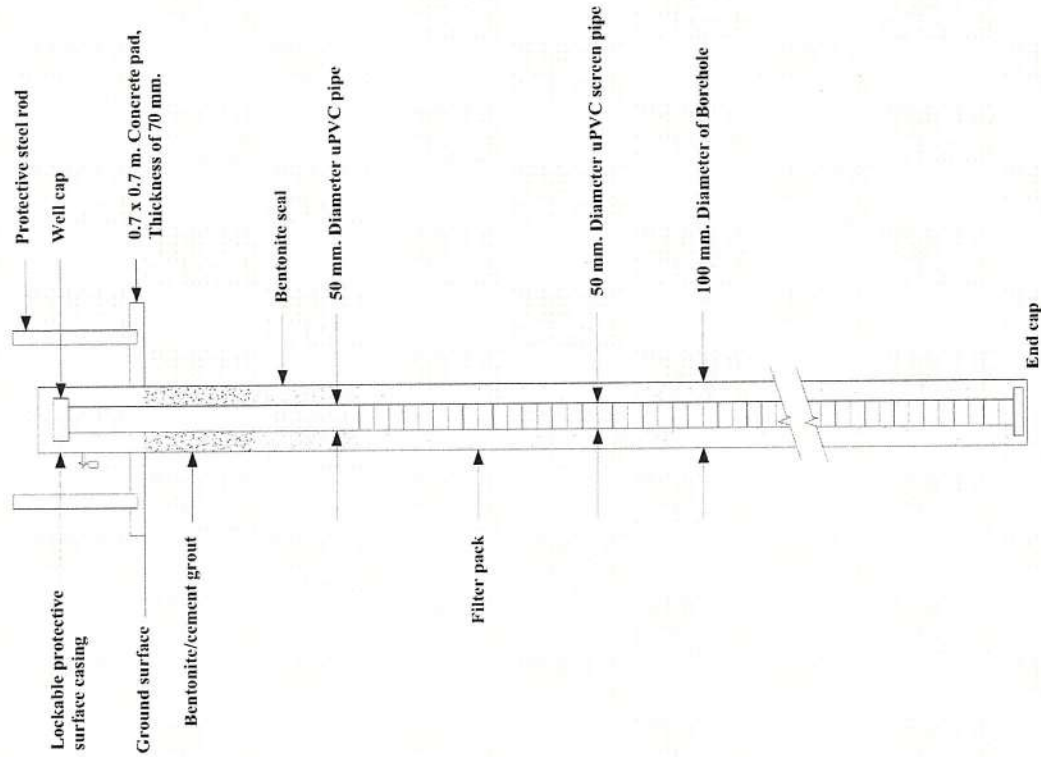 Lockable protective
surface casing
Ground surface
Bentonite/cement grout
Filter pack
Protective steel rod
Well cap
0.7 x 0.7 m. Concrete pad,
Thickness of 70 mm.
Bentonite seal
50 mm. Diameter uPVC pipe
50 mm. Diameter uPVC screen pipe
100 mm. Diameter of Borehole
End cap